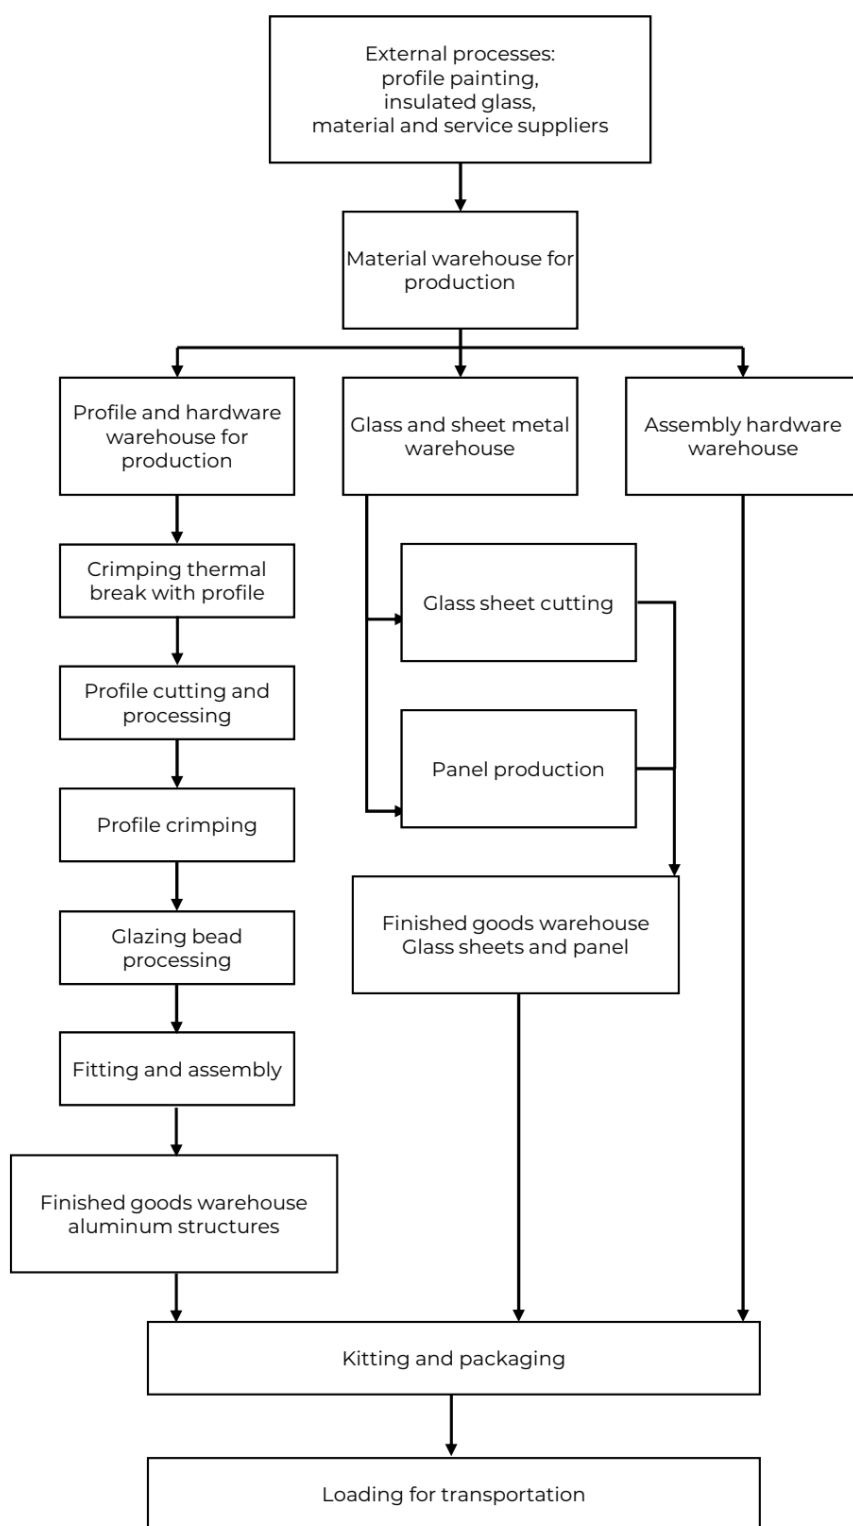 External processes:
profile painting,
insulated glass,
material and service suppliers
Material warehouse for
production
Profile and hardware
warehouse for
production
Glass and sheet metal
warehouse
Assembly hardware
warehouse
Crimping thermal
break with profile
Glass sheet cutting
Profile cutting and
processing
Panel production
Profile crimping
Glazing bead
processing
Finished goods warehouse
Glass sheets and panel
Fitting and assembly
Finished goods warehouse
aluminum structures
Kitting and packaging
Loading for transportation